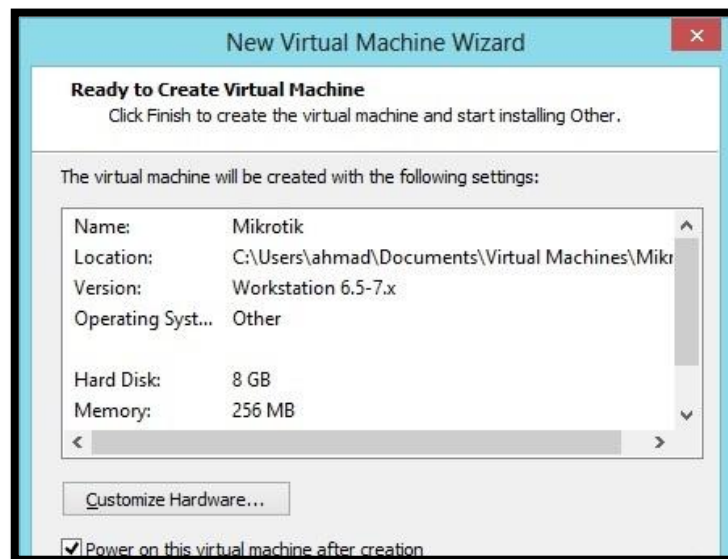 New Virtual Machine Wizard
Ready to Create Virtual Machine
Click Finish to create the virtual machine and start installing Other.
The virtual machine will be created with the following settings:
Name: Mikrotik
Location: C:\Users\ahmad\Documents\Virtual Machines\Mikr
Version: Workstation 6.5-7.x
Operating Syst... Other
Hard Disk: 8 GB
Memory: 256 MB
Customize Hardware...
Power on this virtual machine after creation